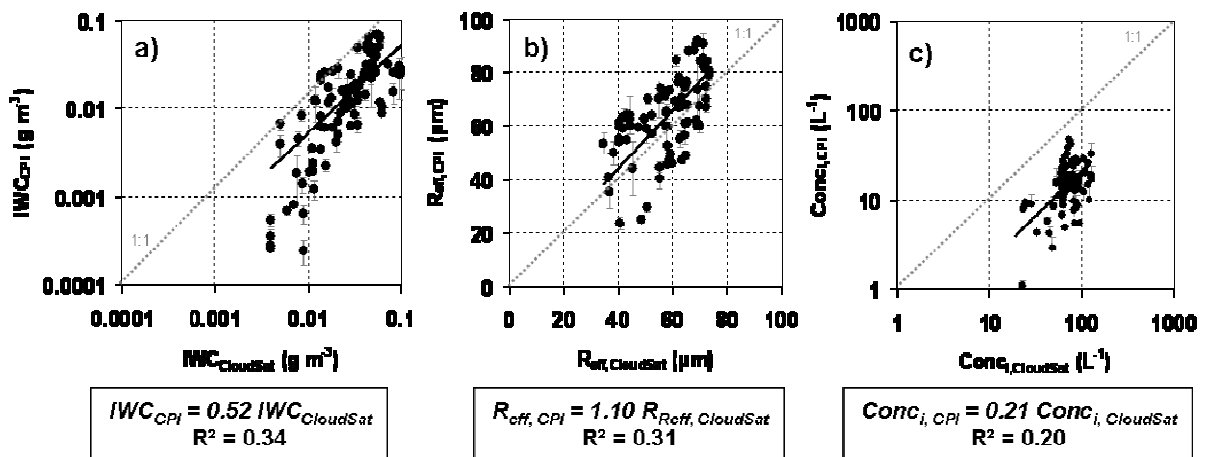 a)
0.1
0.01
0.001
0.0001
IWC_CPI (g m⁻³)
1:1
0.0001 0.001 0.01 0.1
IWC_CloudSat (g m⁻³)
b)
100
80
60
40
20
0
R_eff,CPI (µm)
1:1
0 20 40 60 80 100
R_eff,CloudSat (µm)
c)
1000
100
10
1
Conc_i,CPI (L⁻¹)
1:1
1 10 100 1000
Conc_i,CloudSat (L⁻¹)
IWC_CPI = 0.52 IWC_CloudSat
R² = 0.34
R_eff, CPI = 1.10 R_Reff, CloudSat
R² = 0.31
Conc_i, CPI = 0.21 Conc_i, CloudSat
R² = 0.20